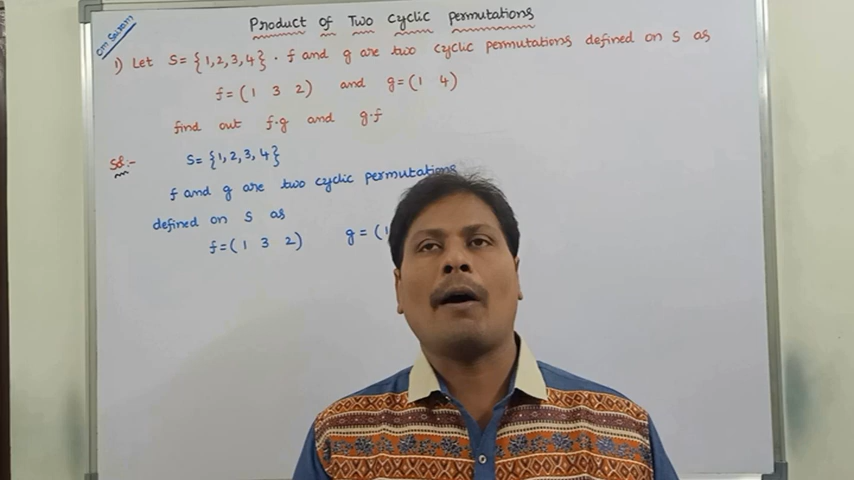 Om Sairam
Product of Two Cyclic Permutations
1) Let S = {1,2,3,4} . f and g are two cyclic permutations defined on S as
f = (1 3 2) and g = (1 4)
find out f.g and g.f
Sol:- S = {1,2,3,4}
f and g are two cyclic permutations
defined on S as
f = (1 3 2) g = (1